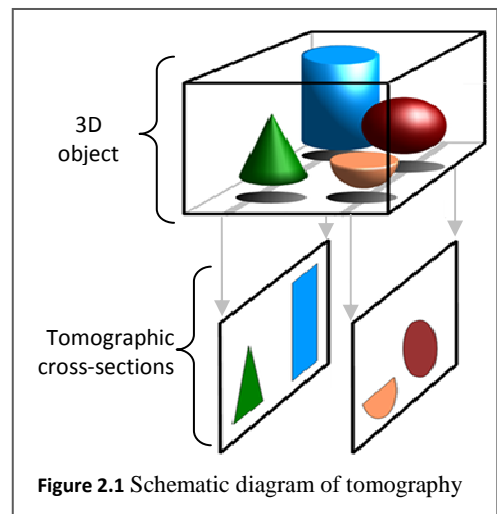 3D
object
Tomographic
cross-sections
Figure 2.1 Schematic diagram of tomography